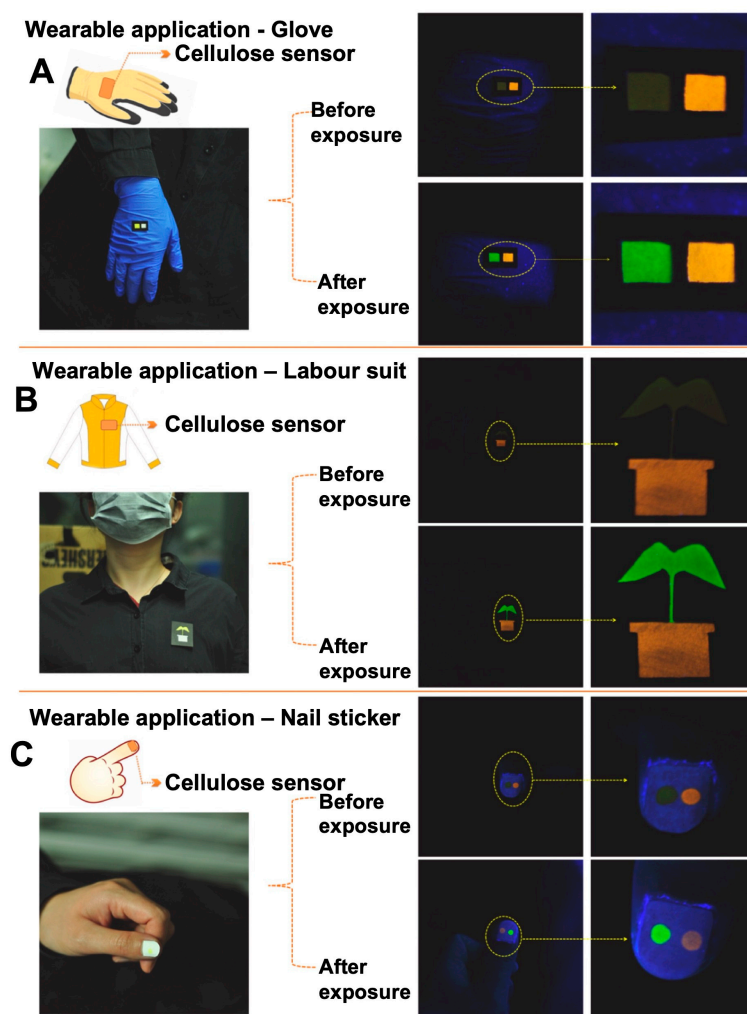 Wearable application - Glove
A
Cellulose sensor
Before
exposure
After
exposure
Wearable application – Labour suit
B
Cellulose sensor
Before
exposure
HERSHEY'S
After
exposure
Wearable application – Nail sticker
C
Cellulose sensor
Before
exposure
After
exposure